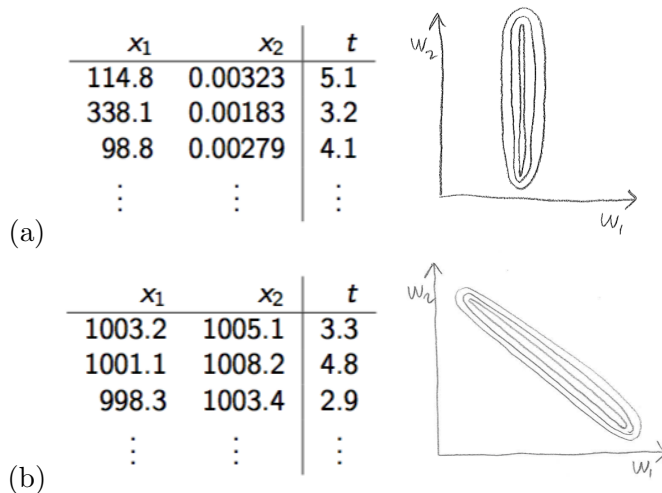 x₁ x₂ t
114.8 0.00323 5.1
338.1 0.00183 3.2
98.8 0.00279 4.1
⋮ ⋮ ⋮
(a)
w₂
w₁
x₁ x₂ t
1003.2 1005.1 3.3
1001.1 1008.2 4.8
998.3 1003.4 2.9
⋮ ⋮ ⋮
(b)
w₂
w₁